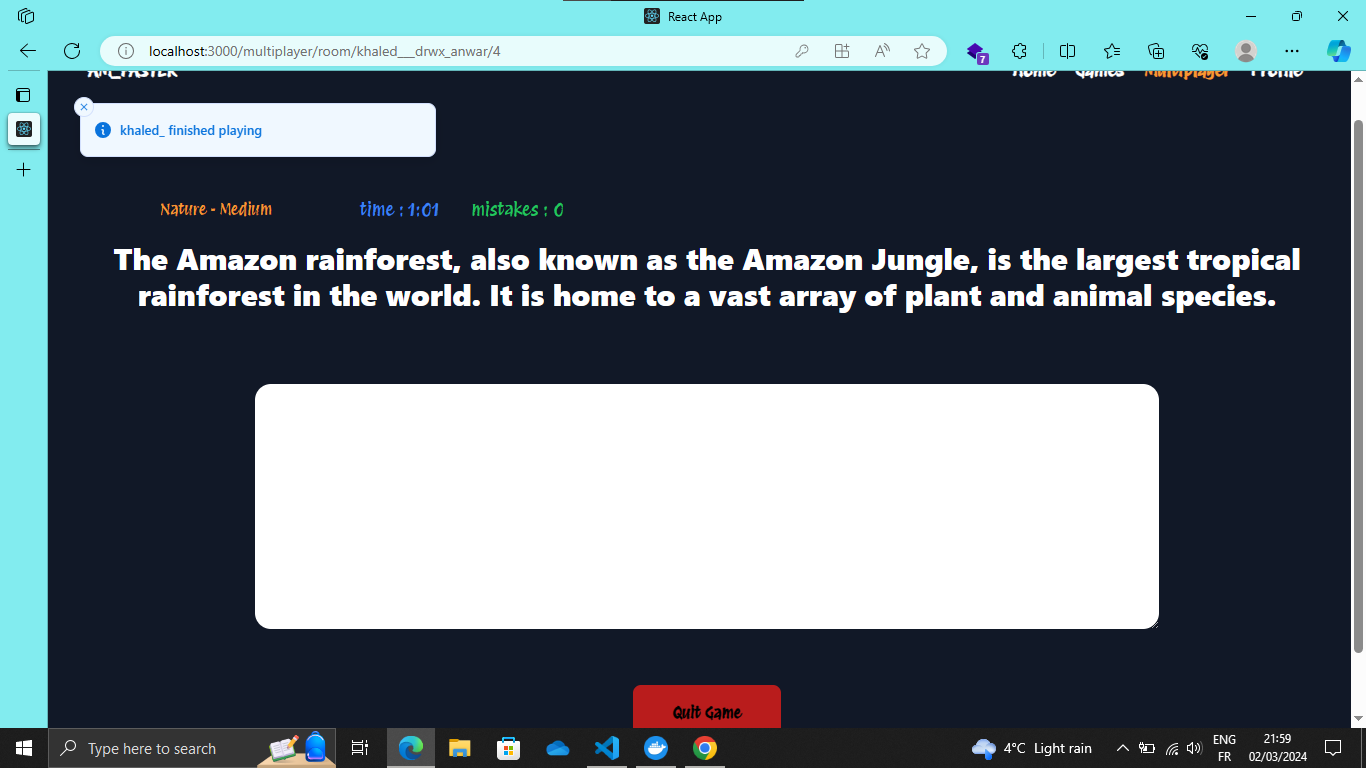 React App
localhost:3000/multiplayer/room/khaled___drwx_anwar/4
7
AM_FASTER
Home Games Multiplayer Profile
khaled_ finished playing
Nature - Medium time : 1:01 mistakes : 0
The Amazon rainforest, also known as the Amazon Jungle, is the largest tropical
rainforest in the world. It is home to a vast array of plant and animal species.
Quit Game
Type here to search
4°C Light rain
ENG
FR
21:59
02/03/2024